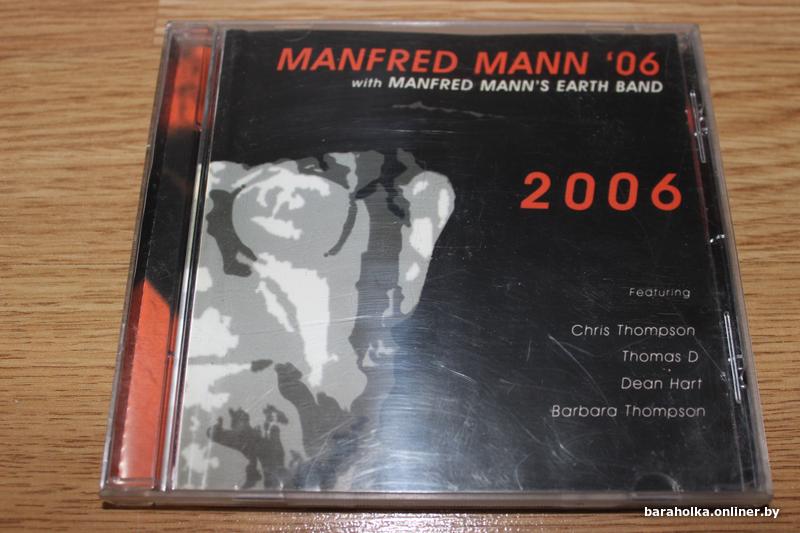 MANFRED MANN '06
with MANFRED MANN'S EARTH BAND
2006
Featuring
Chris Thompson
Thomas D
Dean Hart
Barbara Thompson
baraholka.onliner.by